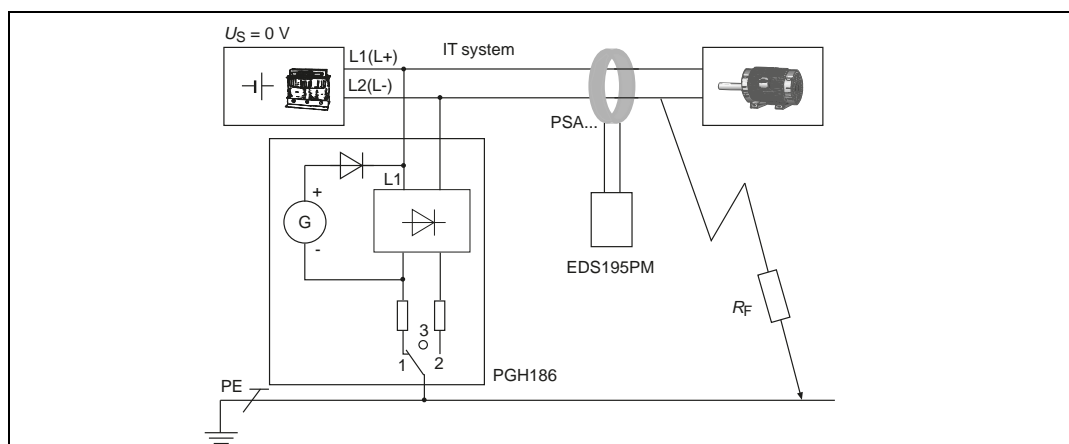 US = 0 V
L1(L+)
IT system
L2(L-)
PSA...
L1
+
G
-
EDS195PM
RF
3
1
2
PGH186
PE